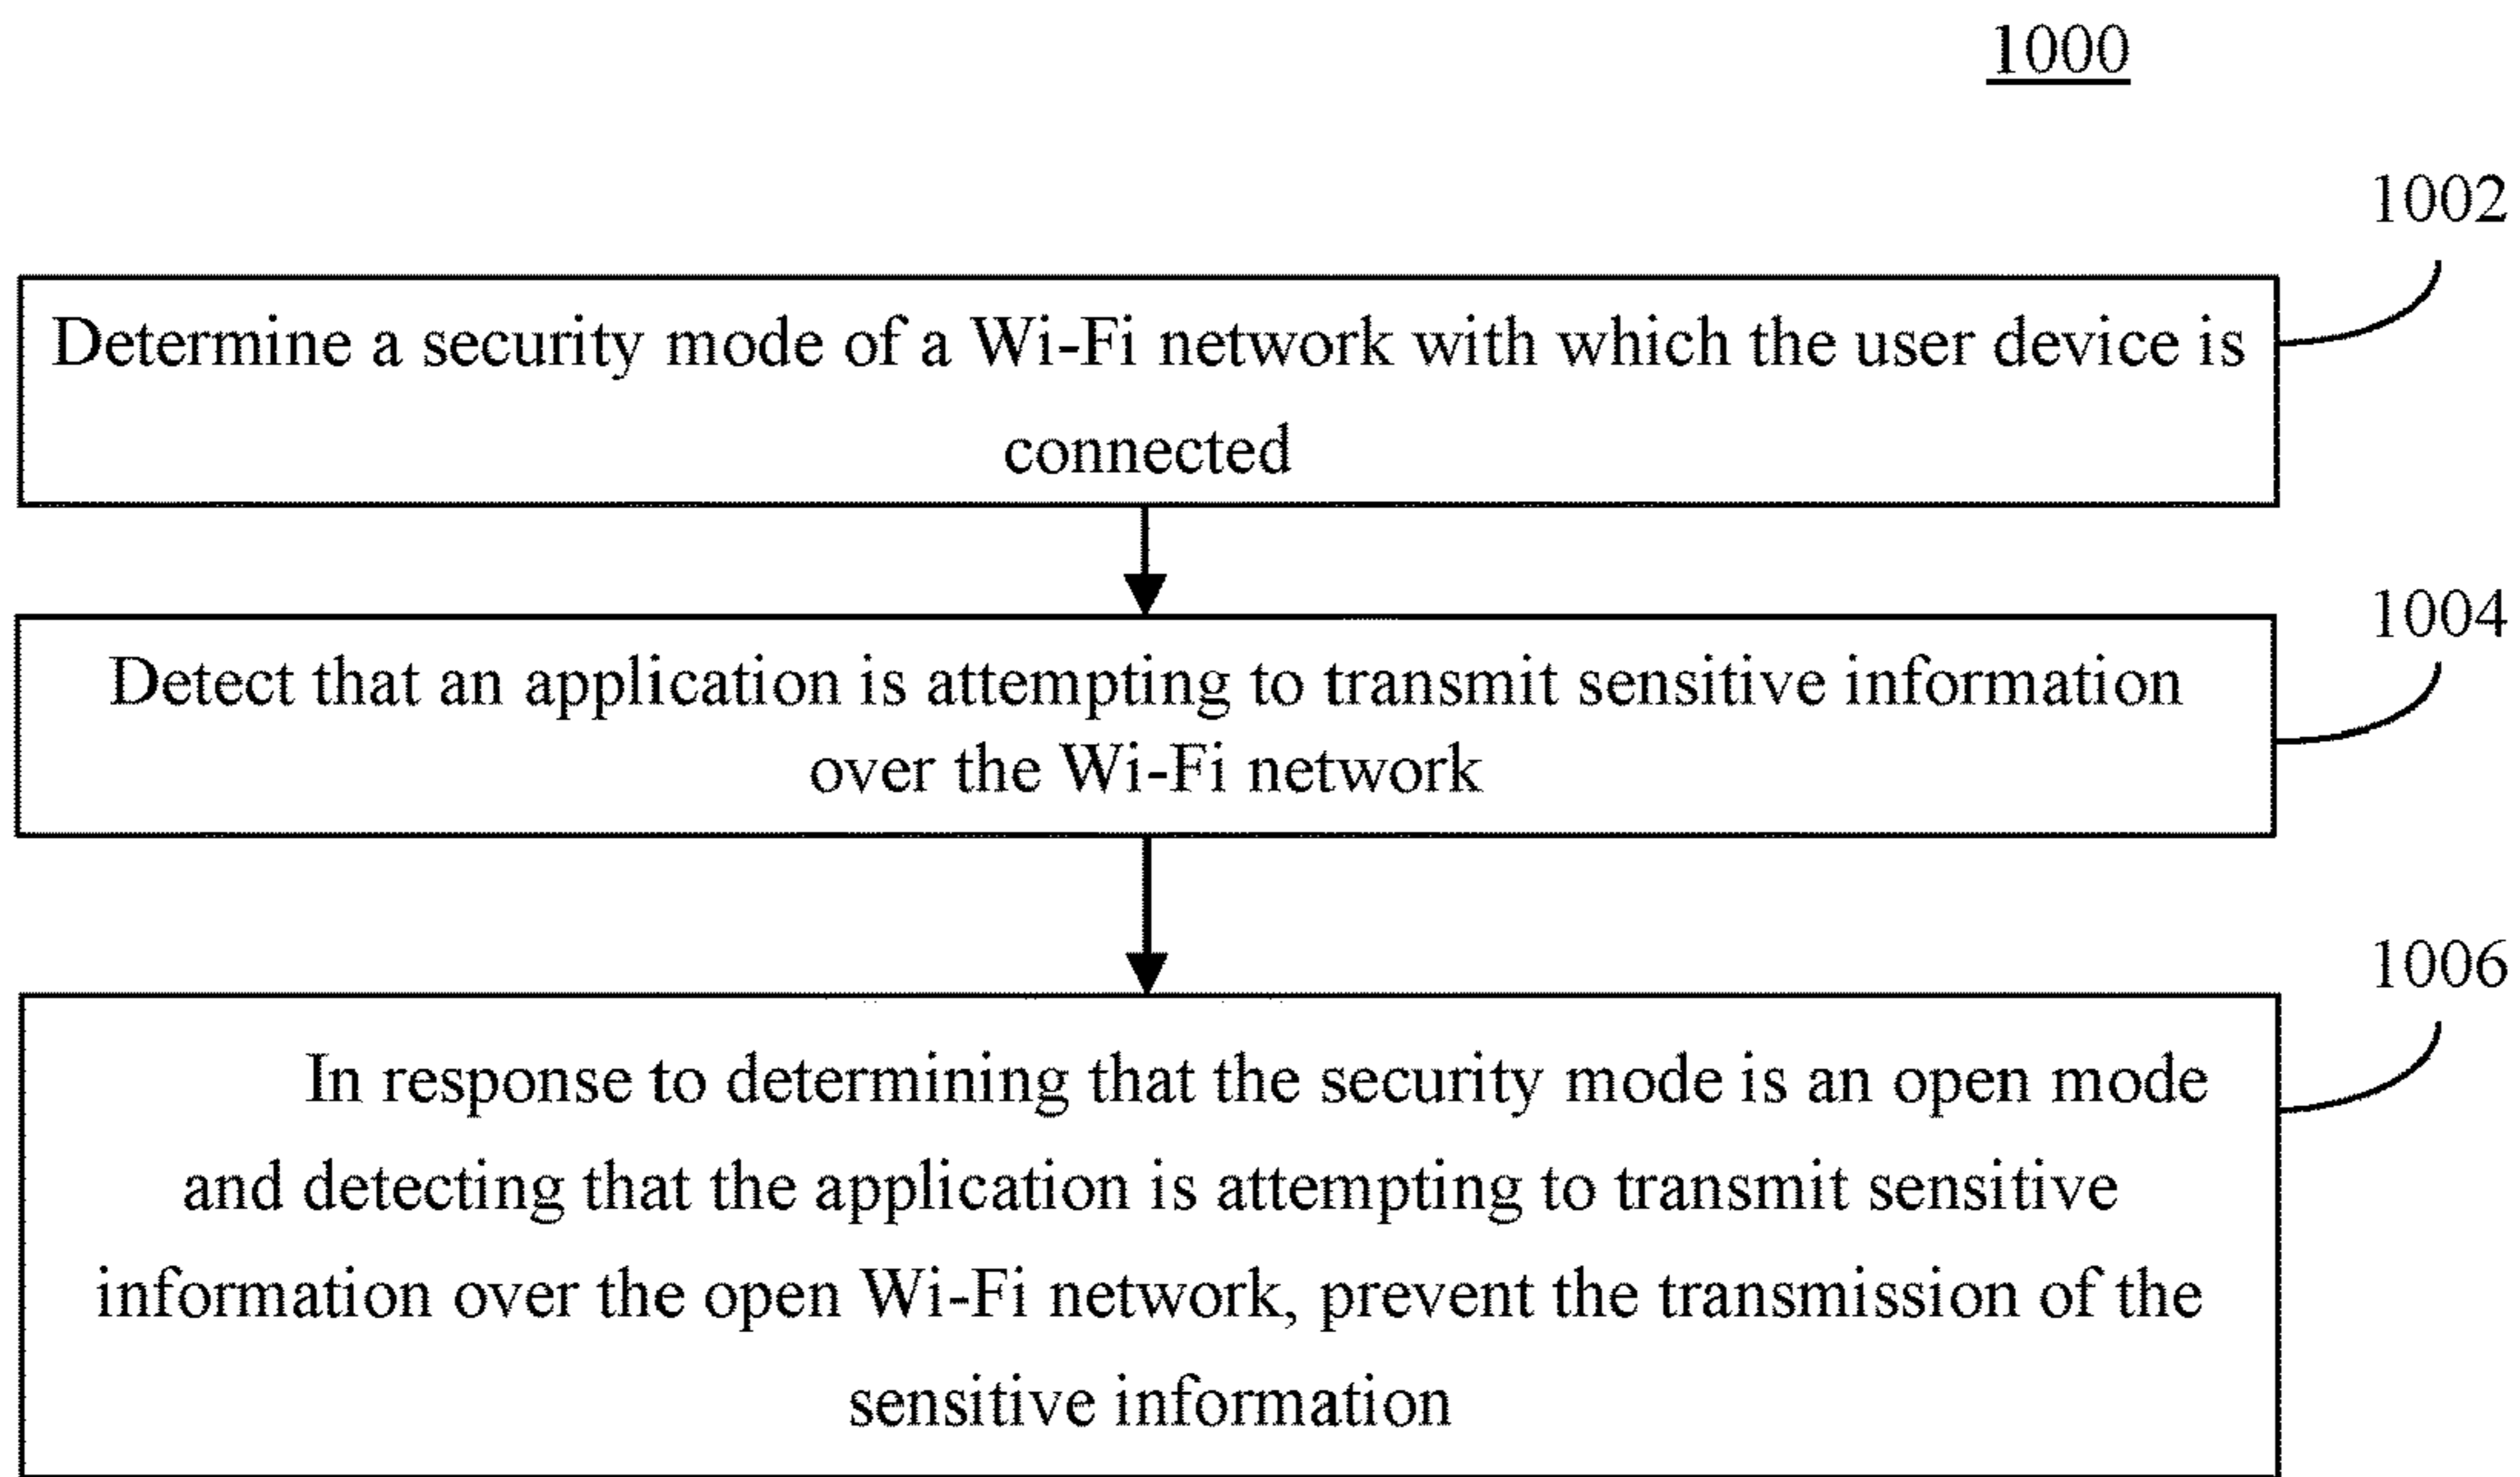 1000
1002
Determine a security mode of a Wi-Fi network with which the user device is
connected
1004
Detect that an application is attempting to transmit sensitive information
over the Wi-Fi network
1006
In response to determining that the security mode is an open mode
and detecting that the application is attempting to transmit sensitive
information over the open Wi-Fi network, prevent the transmission of the
sensitive information